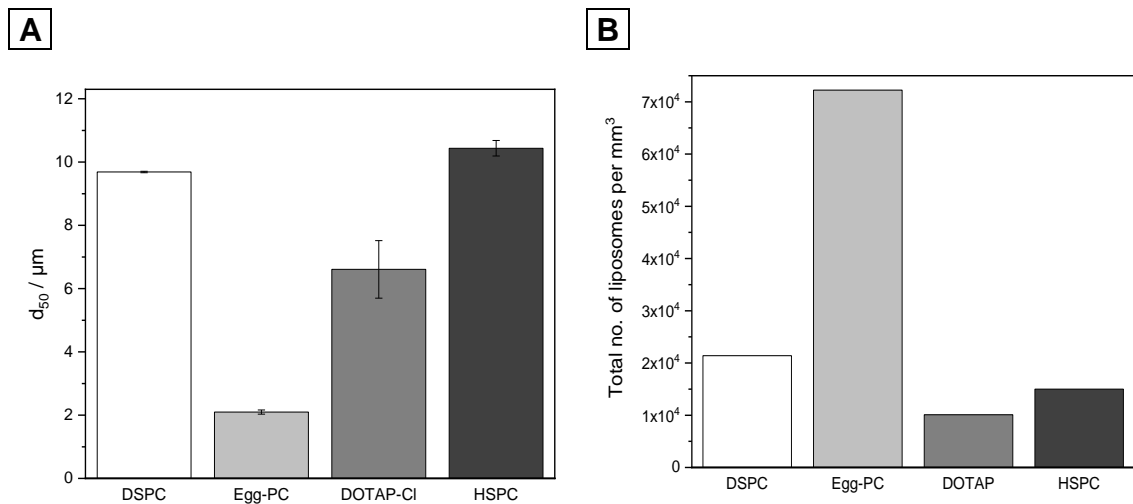 A
B
d₅₀ / µm
12
10
8
6
4
2
0
DSPC Egg-PC DOTAP-Cl HSPC
Total no. of liposomes per mm³
7x10⁴
6x10⁴
5x10⁴
4x10⁴
3x10⁴
2x10⁴
1x10⁴
0
DSPC Egg-PC DOTAP HSPC